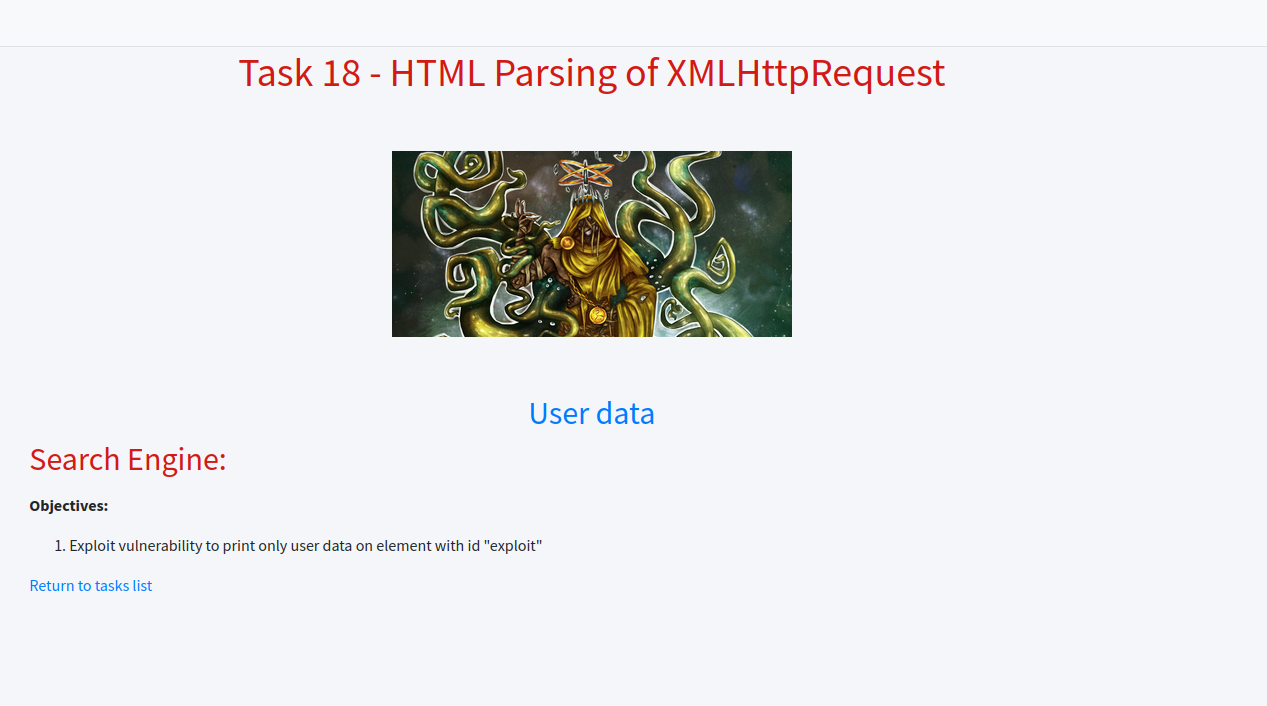 Task 18 - HTML Parsing of XMLHttpRequest
User data
Search Engine:
Objectives:
1. Exploit vulnerability to print only user data on element with id "exploit"
Return to tasks list